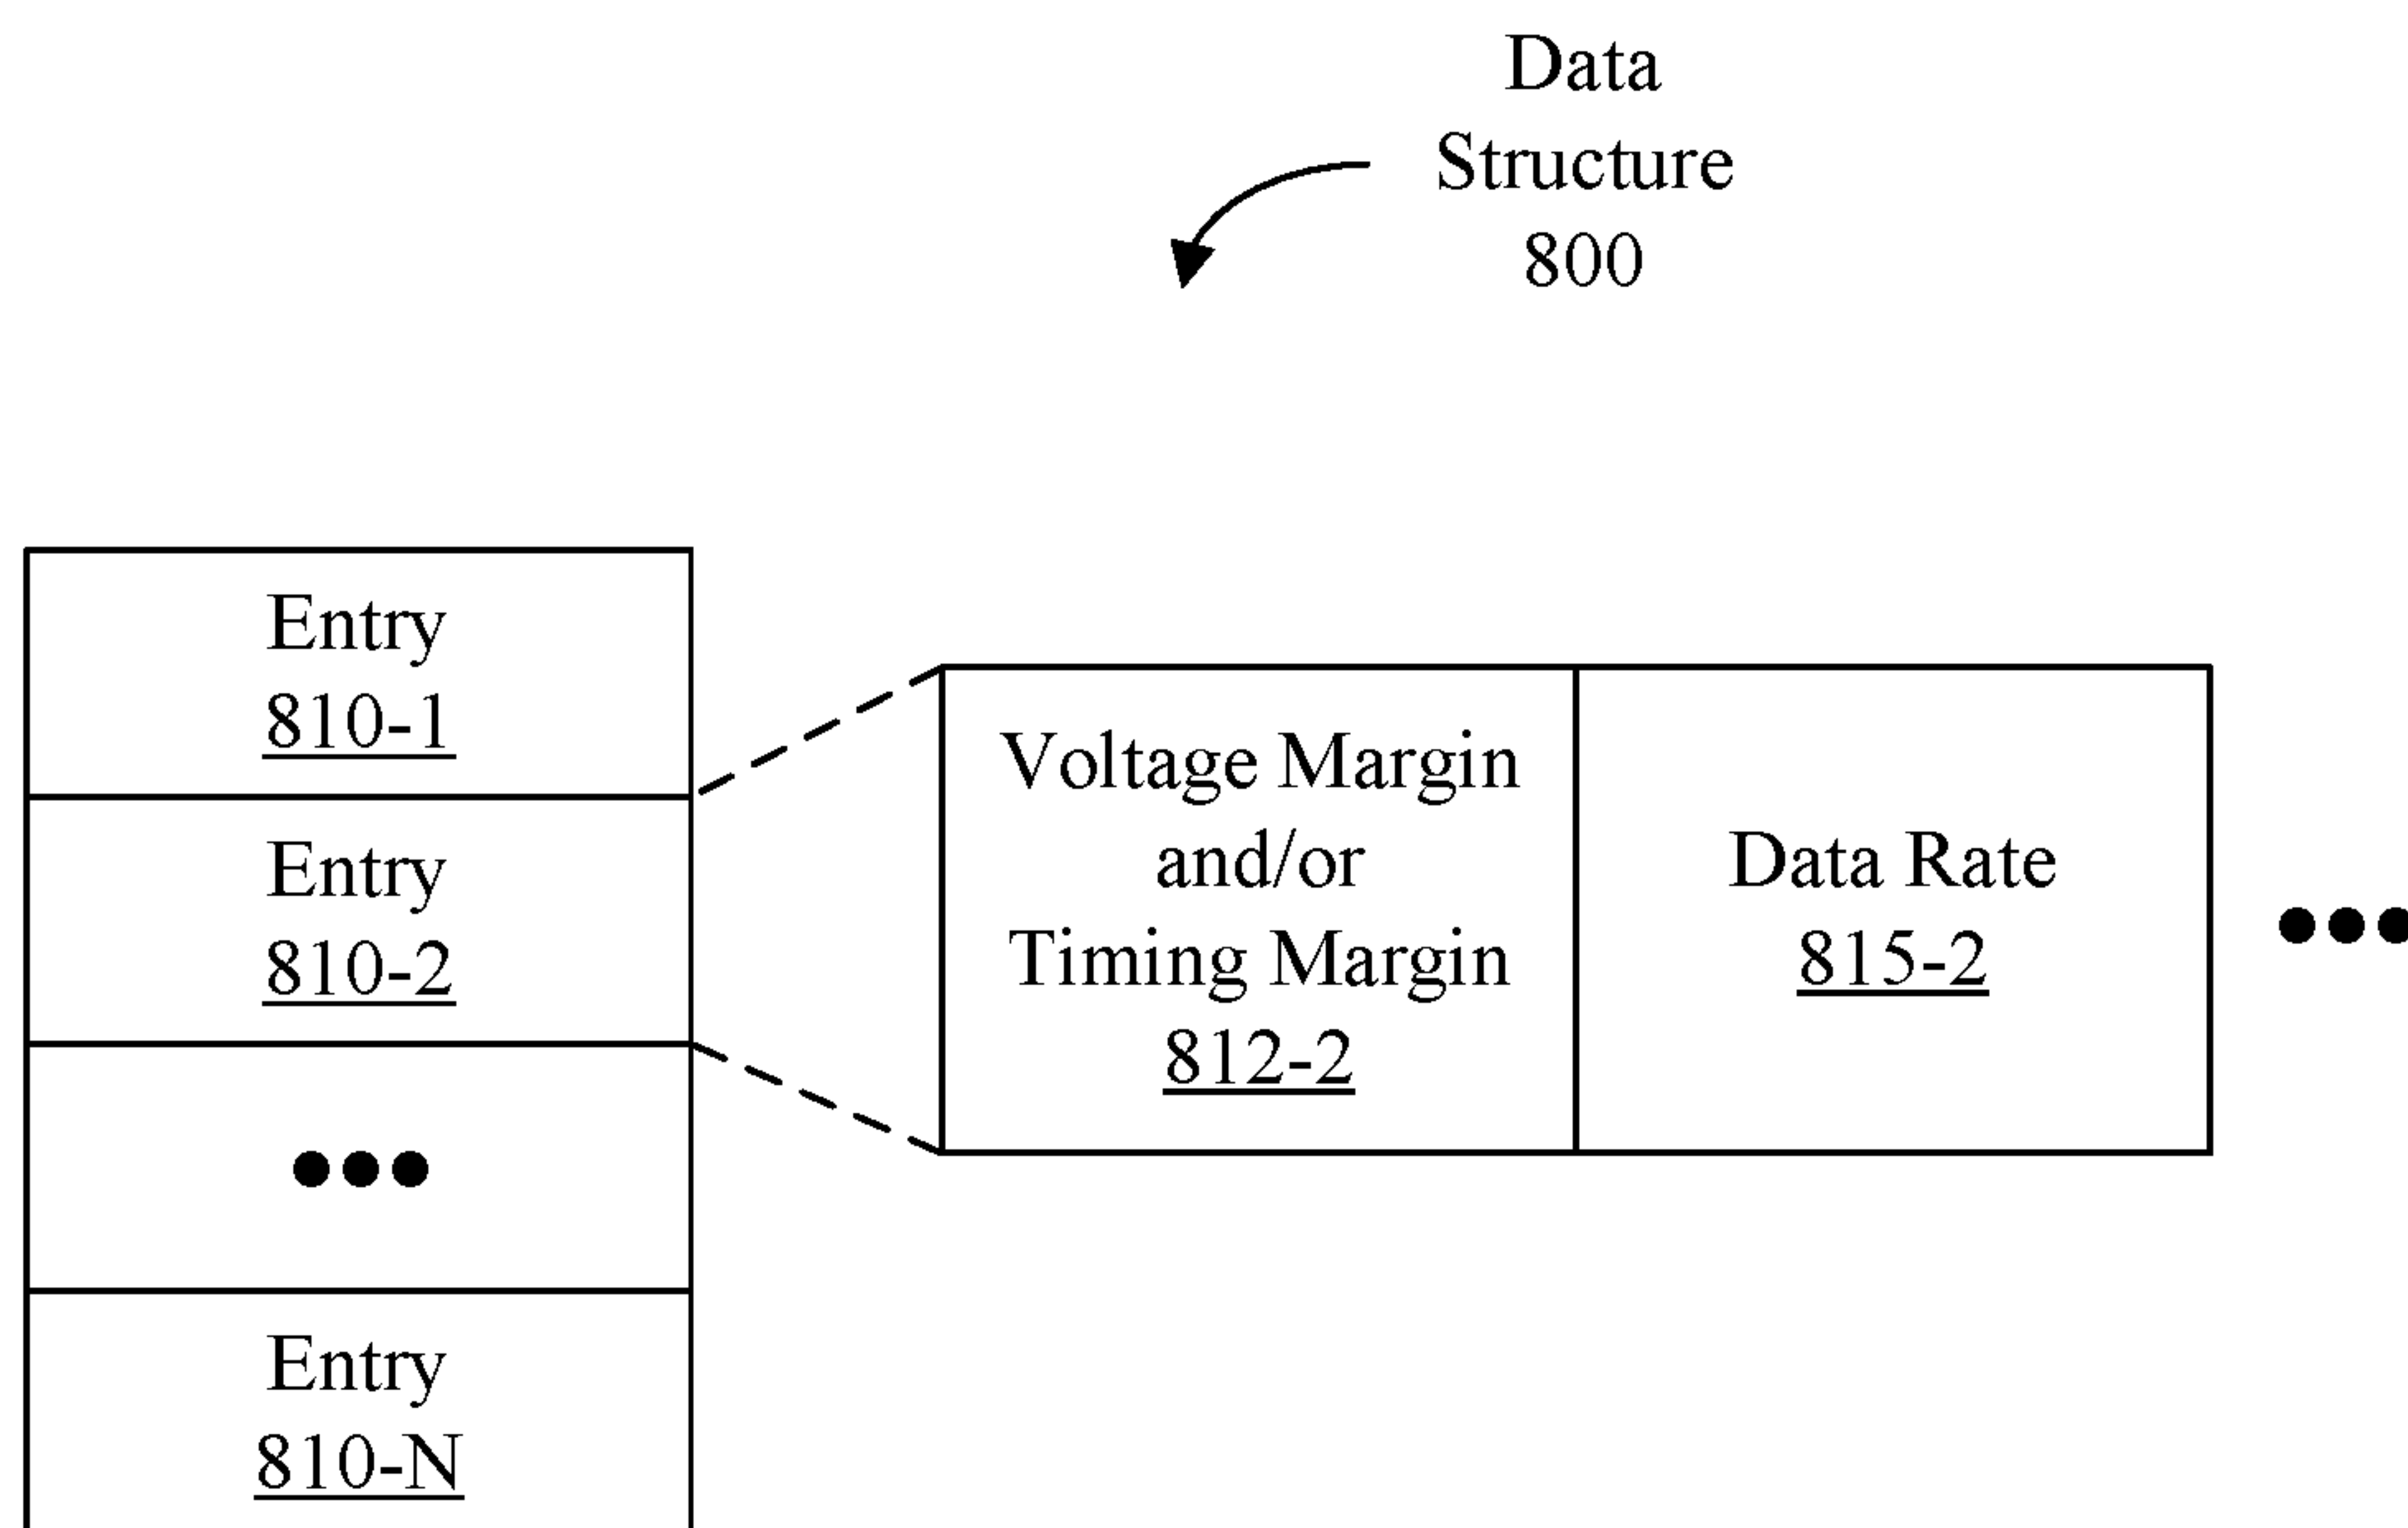 Data
Structure
800
Entry
810-1
Entry
810-2
•••
Entry
810-N
Voltage Margin
and/or
Timing Margin
812-2
Data Rate
815-2
•••